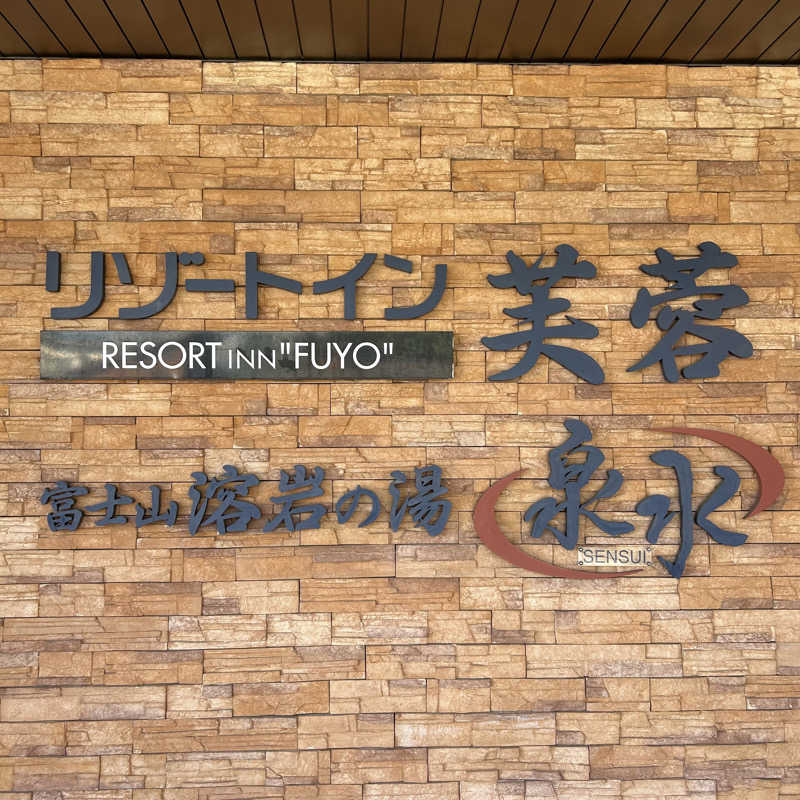 リゾートイン 芙蓉
RESORT INN "FUYO"
富士山溶岩の湯 泉水
SENSUI